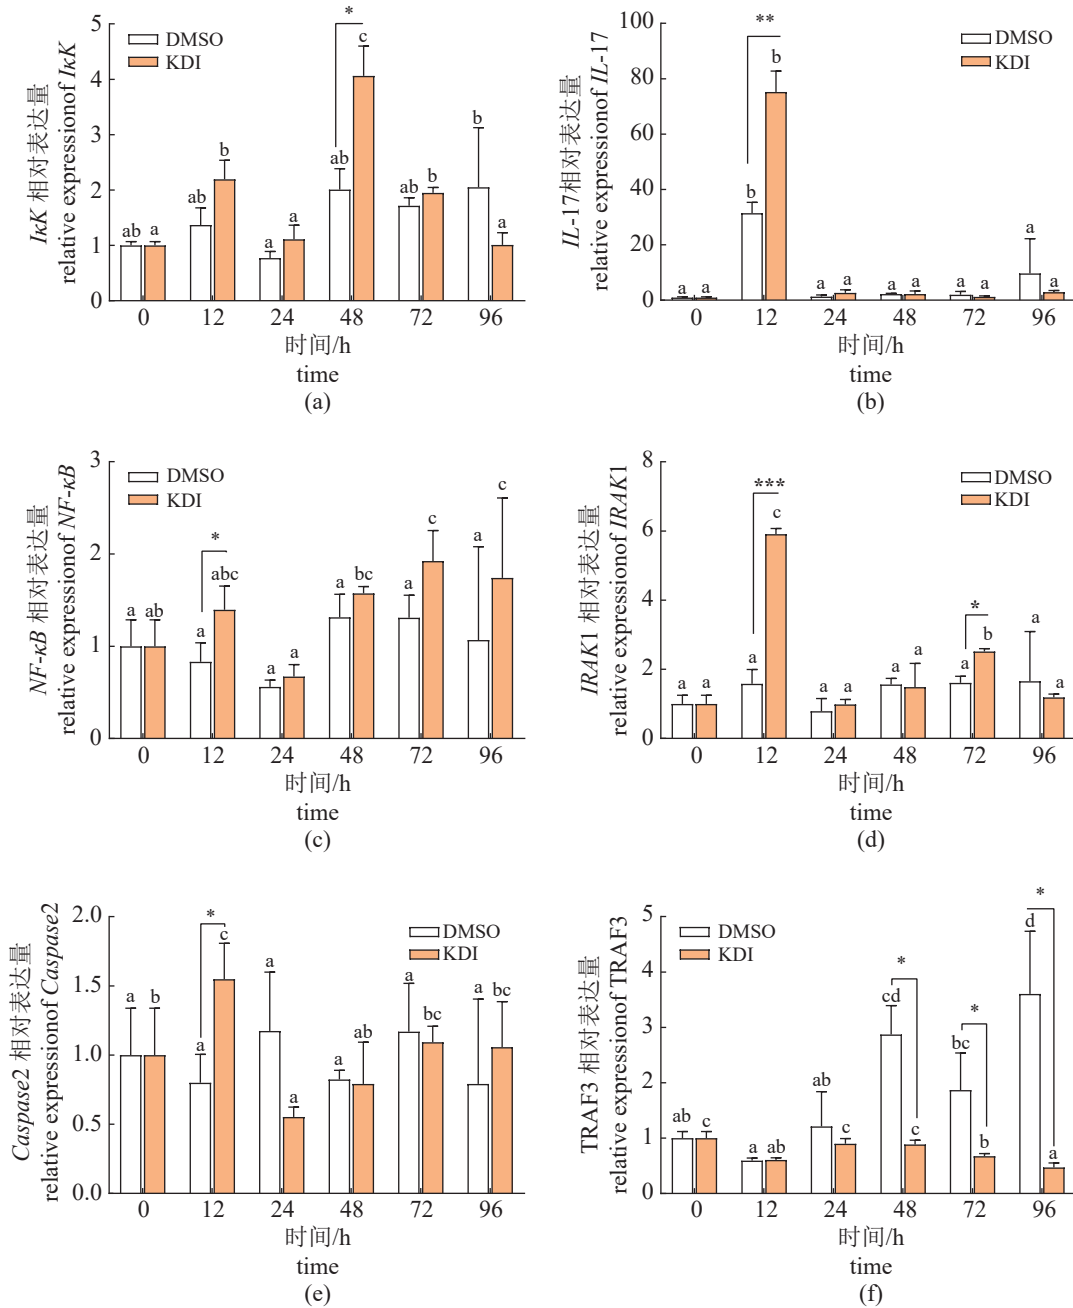 IκK 相对表达量
relative expressionof IκK
5
4
3
2
1
0
DMSO
KDI
*
ab a ab b a a ab c ab b b a
0 12 24 48 72 96
时间/h
time
(a)
IL-17相对表达量
relative expressionof IL-17
100
80
60
40
20
0
DMSO
KDI
**
a a b b a a a a a a a a
0 12 24 48 72 96
时间/h
time
(b)
NF-κB 相对表达量
relative expressionof NF-κB
3
2
1
0
DMSO
KDI
*
a ab a abc a a a bc a c a c
0 12 24 48 72 96
时间/h
time
(c)
IRAK1 相对表达量
relative expressionof IRAK1
8
6
4
2
0
DMSO
KDI
***
*
a a a c a a a a a b a a
0 12 24 48 72 96
时间/h
time
(d)
Caspase2 相对表达量
relative expressionof Caspase2
2.0
1.5
1.0
0.5
0.0
DMSO
KDI
*
a b a c a a a ab a bc a bc
0 12 24 48 72 96
时间/h
time
(e)
TRAF3 相对表达量
relative expressionof TRAF3
5
4
3
2
1
0
DMSO
KDI
*
*
*
ab c a ab ab c cd c bc b d a
0 12 24 48 72 96
时间/h
time
(f)